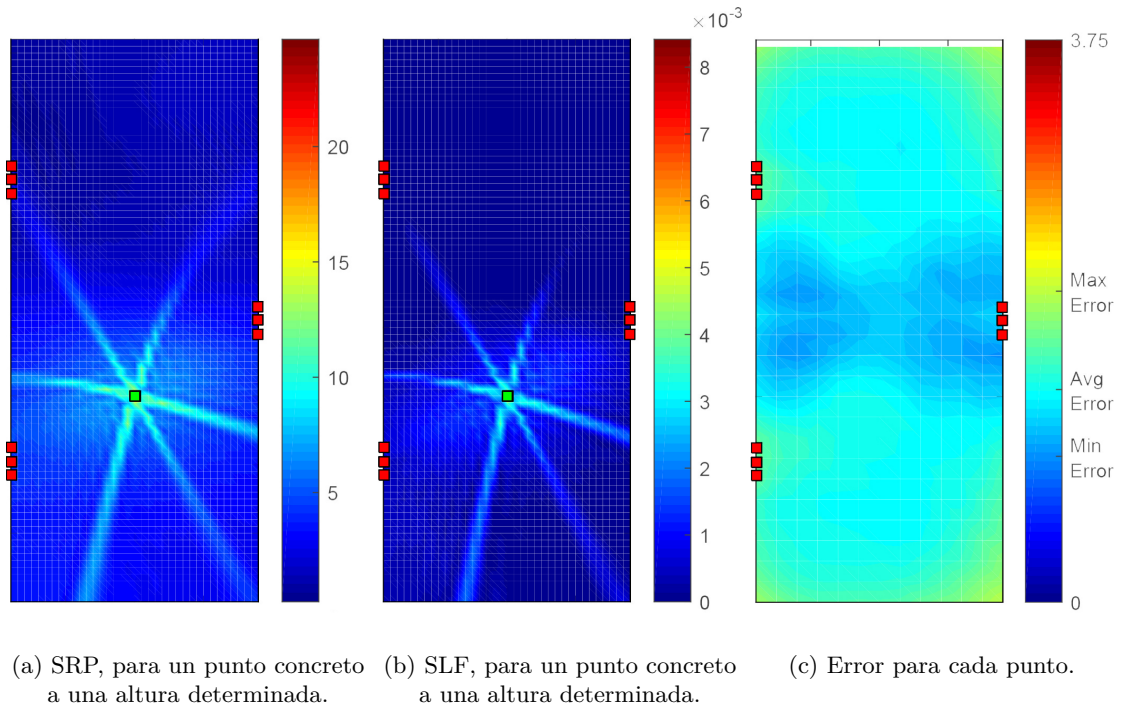 ×10⁻³
20
15
10
5
8
7
6
5
4
3
2
1
0
3.75
Max
Error
Avg
Error
Min
Error
0
(a) SRP, para un punto concreto
a una altura determinada.
(b) SLF, para un punto concreto
a una altura determinada.
(c) Error para cada punto.